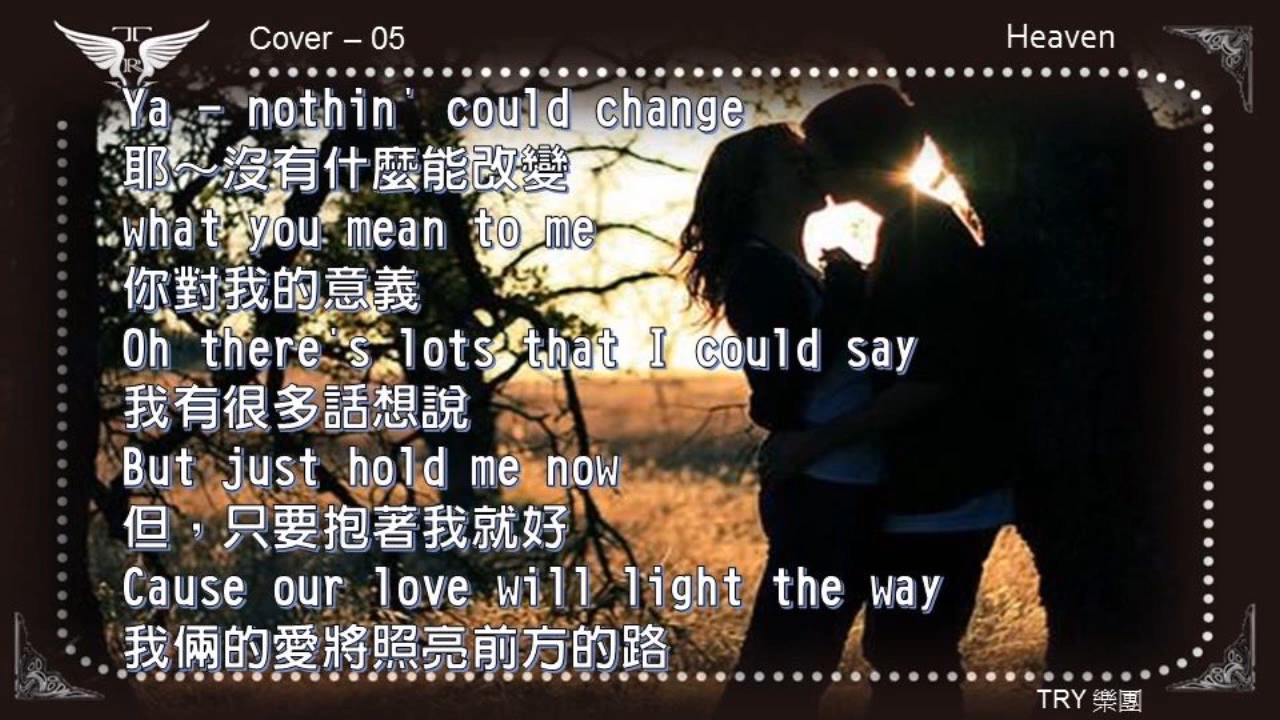 Cover – 05
Heaven
Ya - nothin' could change
耶~沒有什麼能改變
what you mean to me
你對我的意義
Oh there's lots that I could say
我有很多話想說
But just hold me now
但,只要抱著我就好
Cause our love will light the way
我倆的愛將照亮前方的路
TRY 樂團